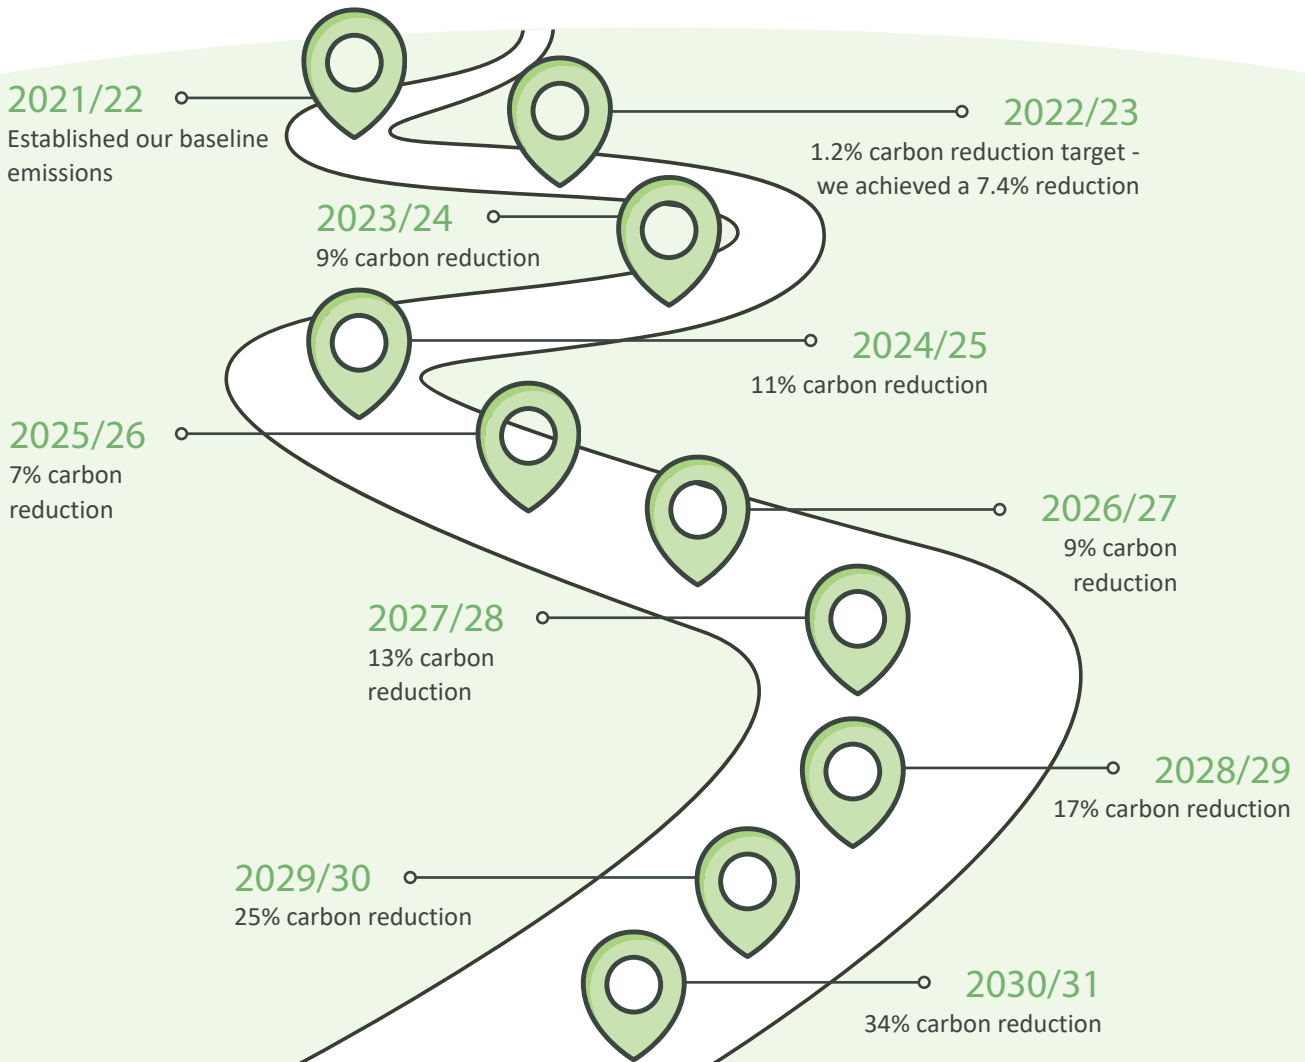 2021/22
Established our baseline
emissions
2022/23
1.2% carbon reduction target -
we achieved a 7.4% reduction
2023/24
9% carbon reduction
2024/25
11% carbon reduction
2025/26
7% carbon
reduction
2026/27
9% carbon
reduction
2027/28
13% carbon
reduction
2028/29
17% carbon reduction
2029/30
25% carbon reduction
2030/31
34% carbon reduction